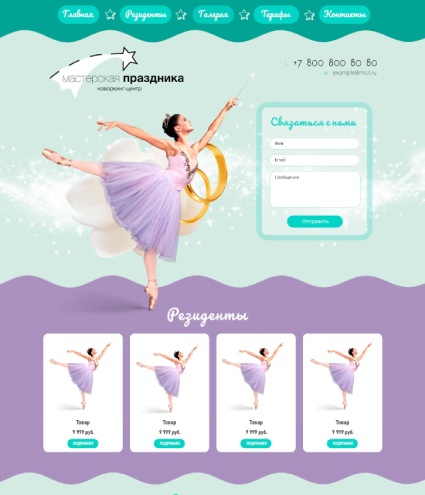 Главная Резиденты Галерея Тарифы Контакты
мастерская праздника
коворкинг-центр
+7 800 800 80 80
example@mail.ru
Связаться с нами
Имя
Email
Сообщение
Отправить
Резиденты
Товар Товар Товар Товар
9 999 руб. 9 999 руб. 9 999 руб. 9 999 руб.
ПОДРОБНЕЕ ПОДРОБНЕЕ ПОДРОБНЕЕ ПОДРОБНЕЕ